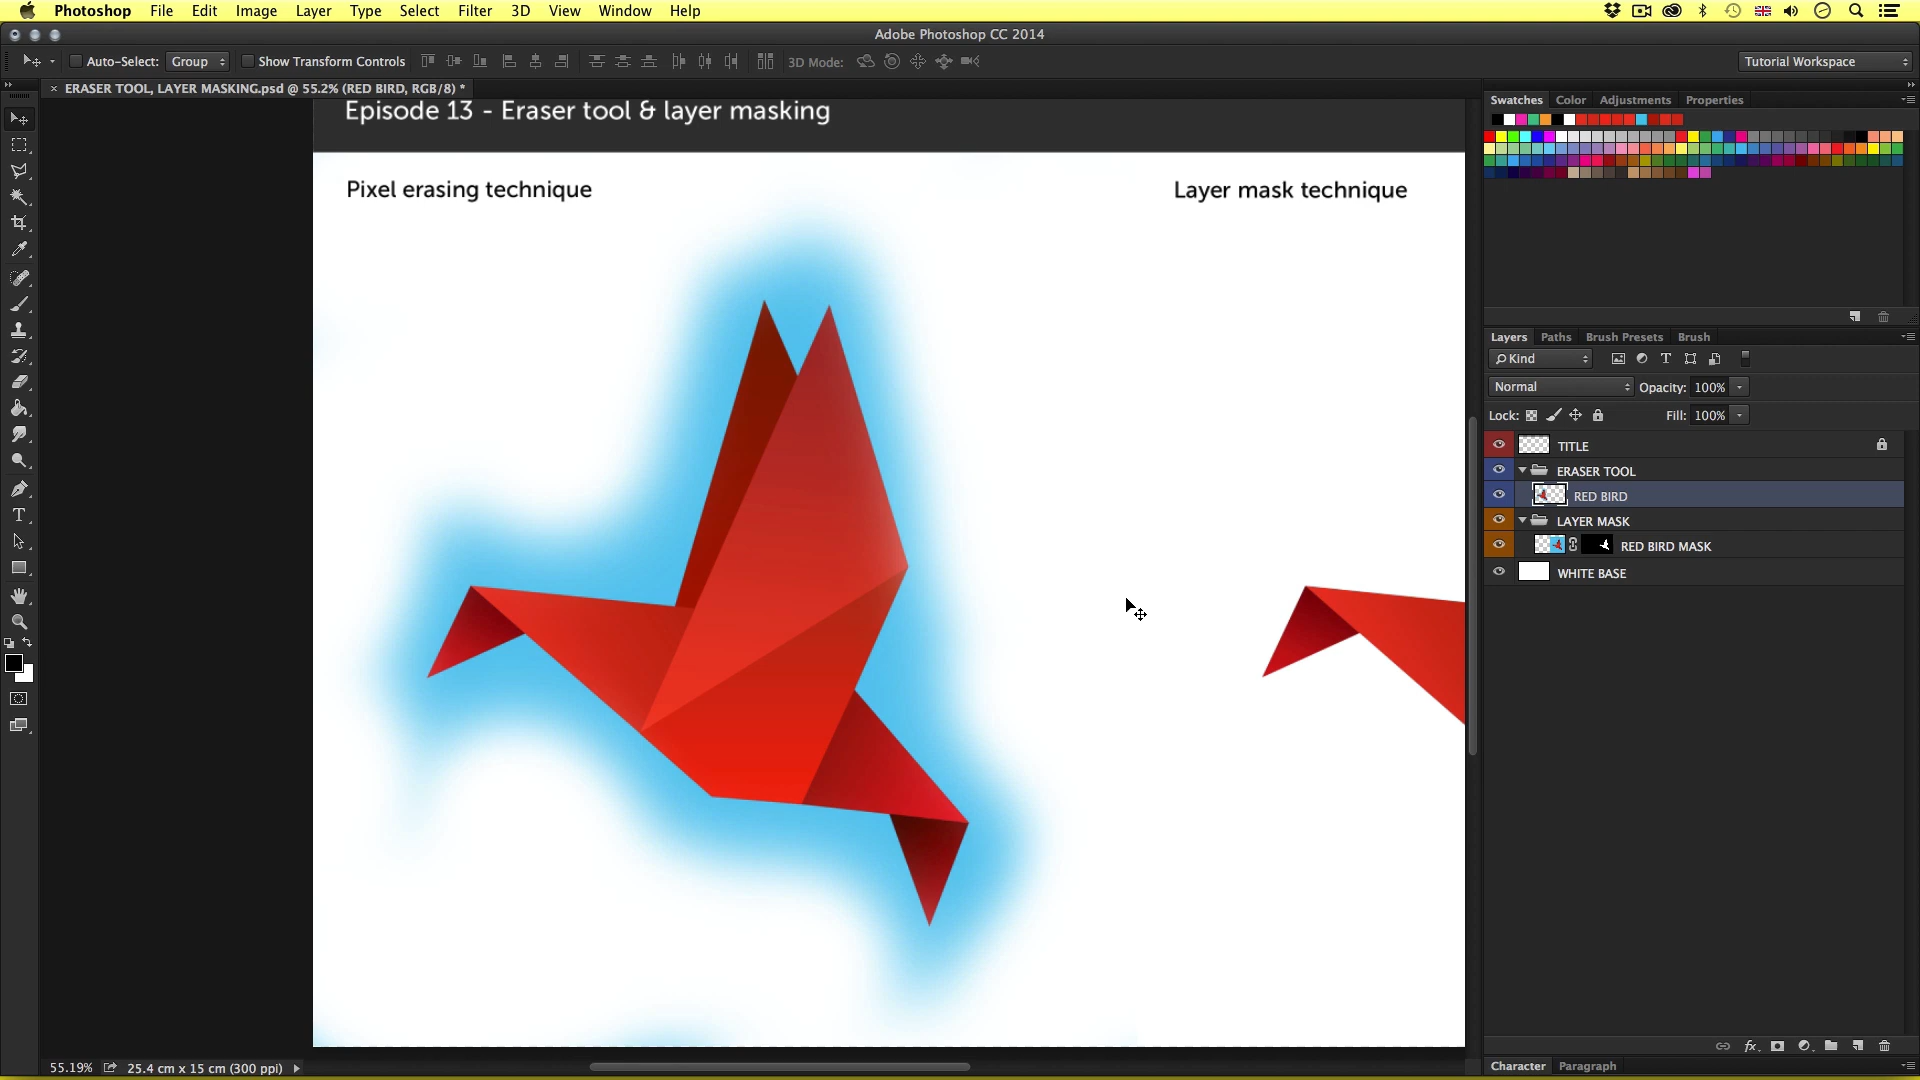 Photoshop File Edit Image Layer Type Select Filter 3D View Window Help
Adobe Photoshop CC 2014
Auto-Select: Group Show Transform Controls 3D Mode: Tutorial Workspace
× ERASER TOOL, LAYER MASKING.psd @ 55.2% (RED BIRD, RGB/8) *
Swatches Color Adjustments Properties
Episode 13 - Eraser tool & layer masking
Pixel erasing technique
Layer mask technique
Layers Paths Brush Presets Brush
Kind
Normal Opacity: 100%
Lock: Fill: 100%
TITLE
ERASER TOOL
RED BIRD
LAYER MASK
RED BIRD MASK
WHITE BASE
55.19% 25.4 cm x 15 cm (300 ppi)
Character Paragraph